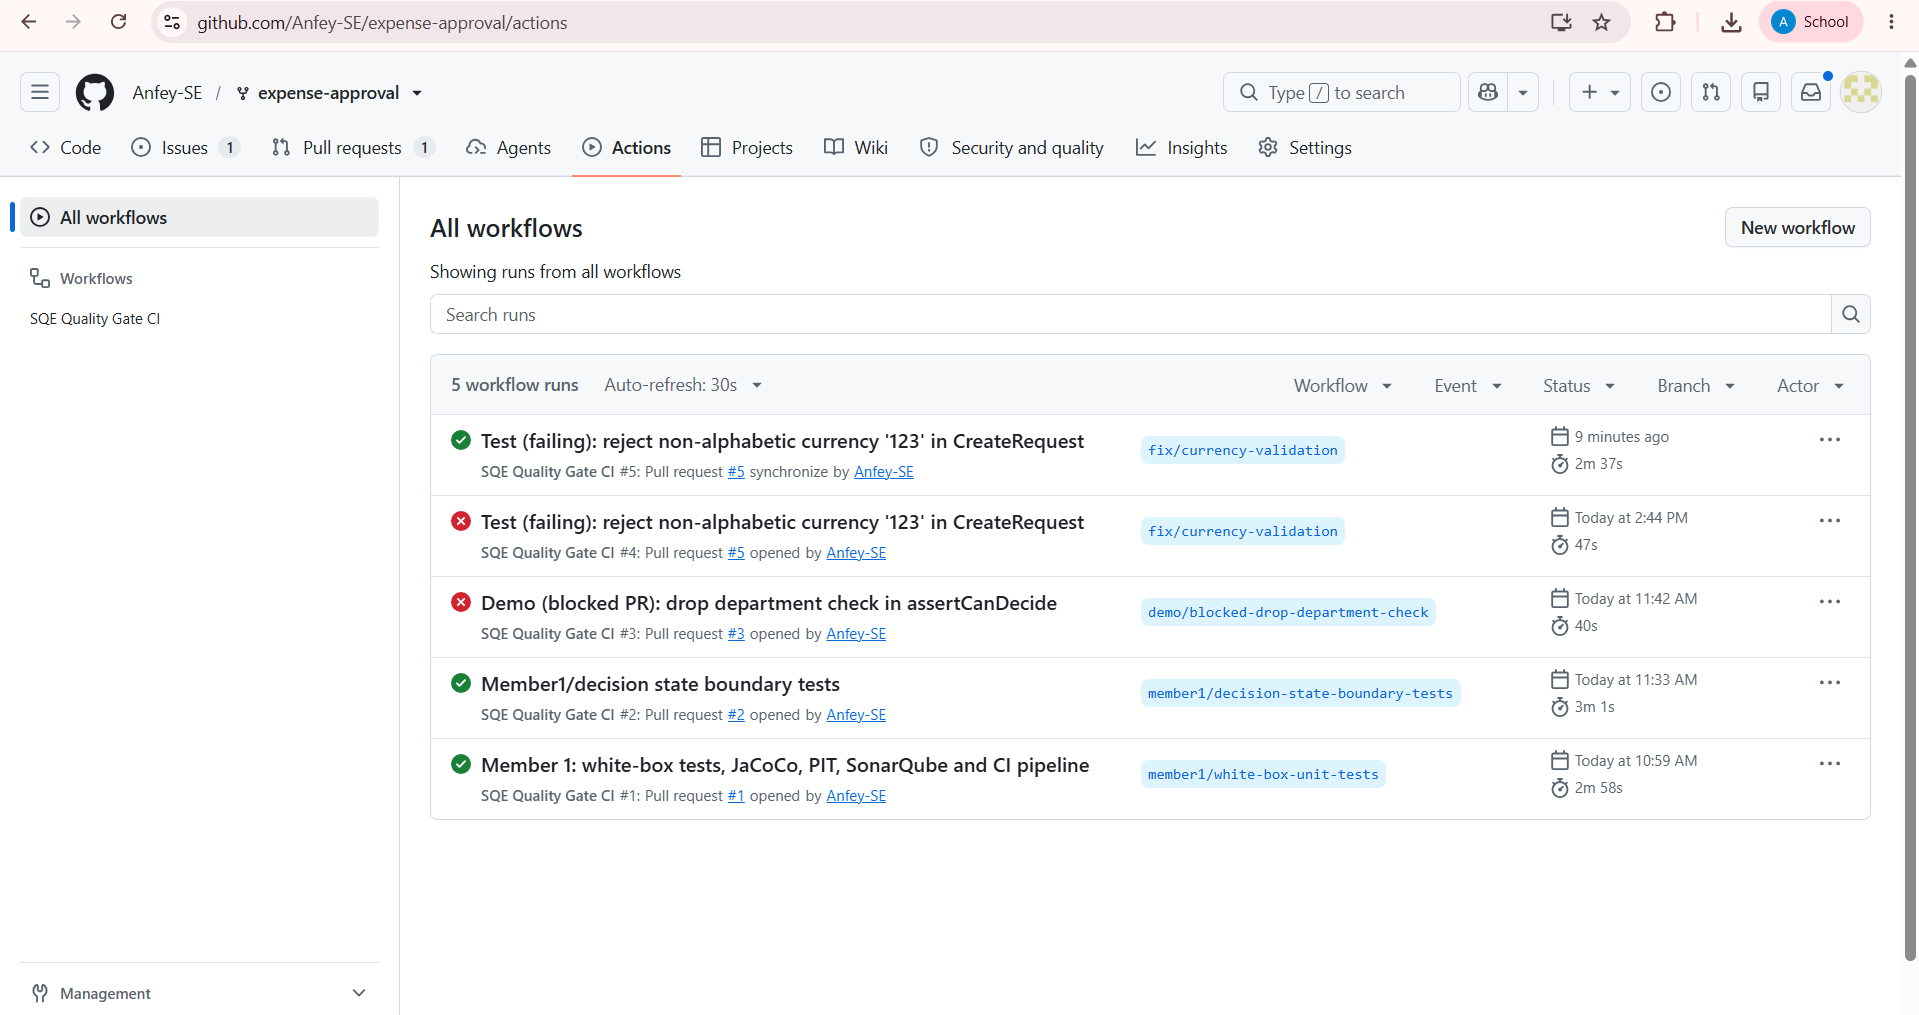 github.com/Anfey-SE/expense-approval/actions
A School
Anfey-SE / expense-approval
Type / to search
Code
Issues 1
Pull requests 1
Agents
Actions
Projects
Wiki
Security and quality
Insights
Settings
All workflows
Workflows
SQE Quality Gate CI
Management
All workflows
New workflow
Showing runs from all workflows
Search runs
5 workflow runs Auto-refresh: 30s Workflow Event Status Branch Actor
Test (failing): reject non-alphabetic currency '123' in CreateRequest
SQE Quality Gate CI #5: Pull request #5 synchronize by Anfey-SE
fix/currency-validation
9 minutes ago
2m 37s
Test (failing): reject non-alphabetic currency '123' in CreateRequest
SQE Quality Gate CI #4: Pull request #5 opened by Anfey-SE
fix/currency-validation
Today at 2:44 PM
47s
Demo (blocked PR): drop department check in assertCanDecide
SQE Quality Gate CI #3: Pull request #3 opened by Anfey-SE
demo/blocked-drop-department-check
Today at 11:42 AM
40s
Member1/decision state boundary tests
SQE Quality Gate CI #2: Pull request #2 opened by Anfey-SE
member1/decision-state-boundary-tests
Today at 11:33 AM
3m 1s
Member 1: white-box tests, JaCoCo, PIT, SonarQube and CI pipeline
SQE Quality Gate CI #1: Pull request #1 opened by Anfey-SE
member1/white-box-unit-tests
Today at 10:59 AM
2m 58s